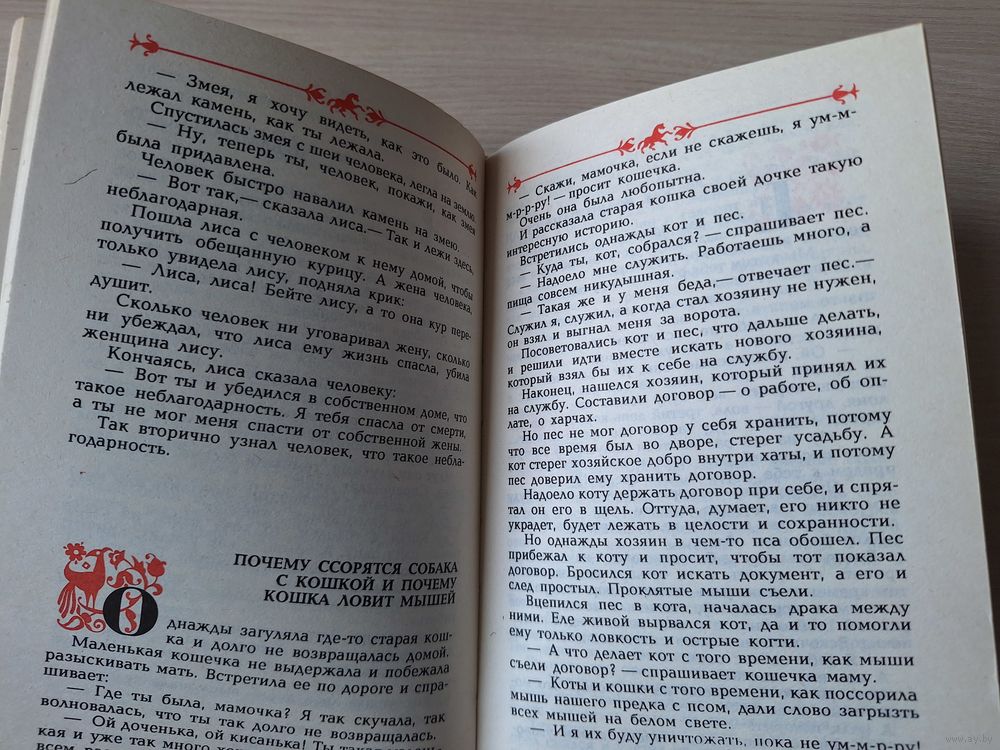 — Змея, я хочу видеть, как это было. Как
лежал камень, как ты лежала.
Спустилась змея с шеи человека, легла на землю.
— Ну, теперь ты, человек, покажи, как змея
была придавлена.
Человек быстро навалил камень на змею.
— Вот так,— сказала лиса.— Так и лежи здесь,
неблагодарная.
Пошла лиса с человеком к нему домой, чтобы
получить обещанную курицу. А жена человека,
только увидела лису, подняла крик:
— Лиса, лиса! Бейте лису, а то она кур пере-
душит.
Сколько человек ни уговаривал жену, сколько
ни убеждал, что лиса ему жизнь спасла, убила
женщина лису.
Кончаясь, лиса сказала человеку:
— Вот ты и убедился в собственном доме, что
такое неблагодарность. Я тебя спасла от смерти,
а ты не мог меня спасти от собственной жены.
Так вторично узнал человек, что такое небла-
годарность.
ПОЧЕМУ ССОРЯТСЯ СОБАКА
С КОШКОЙ И ПОЧЕМУ
КОШКА ЛОВИТ МЫШЕЙ
Однажды загуляла где-то старая кош-
ка и долго не возвращалась домой.
Маленькая кошечка не выдержала и побежала
разыскивать мать. Встретила ее по дороге и спра-
шивает:
— Где ты была, мамочка? Я так скучала, так
волновалась, что ты так долго не возвращалась.
— Ой доченька, ой кисанька! Ты такая малень-
кая и уже так много
— Скажи, мамочка, если не скажешь, я ум-м-
м-р-р-ру! — просит кошечка.
Очень она была любопытна.
И рассказала старая кошка своей дочке такую
интересную историю.
Встретились однажды кот и пес.
— Куда ты, кот, собрался? — спрашивает пес.
— Надоело мне служить. Работаешь много, а
пища совсем никудышная.
— Такая же и у меня беда,— отвечает пес.—
Служил я, служил, а когда стал хозяину не нужен,
он взял и выгнал меня за ворота.
Посоветовались кот и пес, что дальше делать,
и решили идти вместе искать нового хозяина,
который взял бы их к себе на службу.
Наконец, нашелся хозяин, который принял их
на службу. Составили договор — о работе, об оп-
лате, о харчах.
Но пес не мог договор у себя хранить, потому
что все время был во дворе, стерег усадьбу. А
кот стерег хозяйское добро внутри хаты, и потому
пес доверил ему хранить договор.
Надоело коту держать договор при себе, и спря-
тал он его в щель. Оттуда, думает, его никто не
украдет, будет лежать в целости и сохранности.
Но однажды хозяин в чем-то пса обошел. Пес
прибежал к коту и просит, чтобы тот показал
договор. Бросился кот искать документ, а его и
след простыл. Проклятые мыши съели.
Вцепился пес в кота, началась драка между
ними. Еле живой вырвался кот, да и то помогли
ему только ловкость и острые когти.
— А что делает кот с того времени, как мыши
съели договор? — спрашивает кошечка маму.
— Коты и кошки с того времени, как поссорила
мышь нашего предка с псом, дали слово загрызть
всех мышей на белом свете.
— И я их буду уничтожать, пока не ум-м-р-ру!
www.ay.by